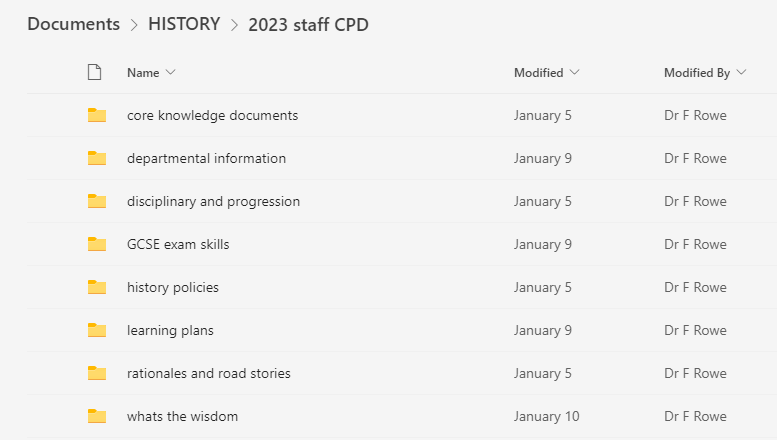 Documents > HISTORY > 2023 staff CPD
Name Modified Modified By
core knowledge documents January 5 Dr F Rowe
departmental information January 9 Dr F Rowe
disciplinary and progression January 5 Dr F Rowe
GCSE exam skills January 9 Dr F Rowe
history policies January 5 Dr F Rowe
learning plans January 9 Dr F Rowe
rationales and road stories January 5 Dr F Rowe
whats the wisdom January 10 Dr F Rowe